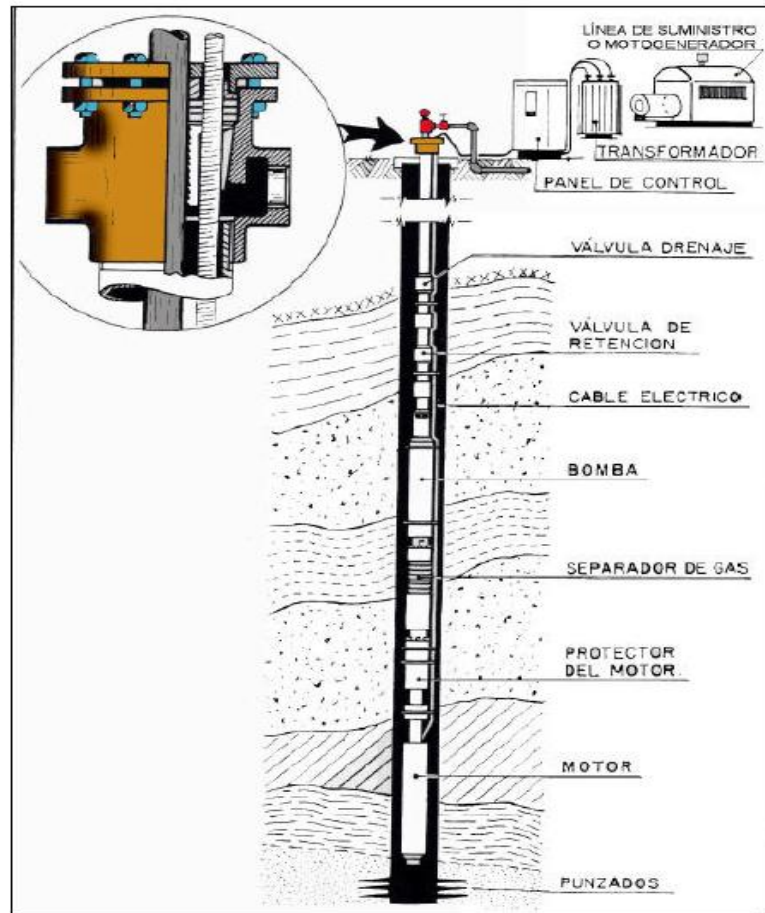 LÍNEA DE SUMINISTRO
O MOTOGENERADOR
TRANSFORMADOR
PANEL DE CONTROL
VÁLVULA DRENAJE
VÁLVULA DE
RETENCION
CABLE ELECTRICO
BOMBA
SEPARADOR DE GAS
PROTECTOR
DEL MOTOR.
MOTOR
PUNZADOS